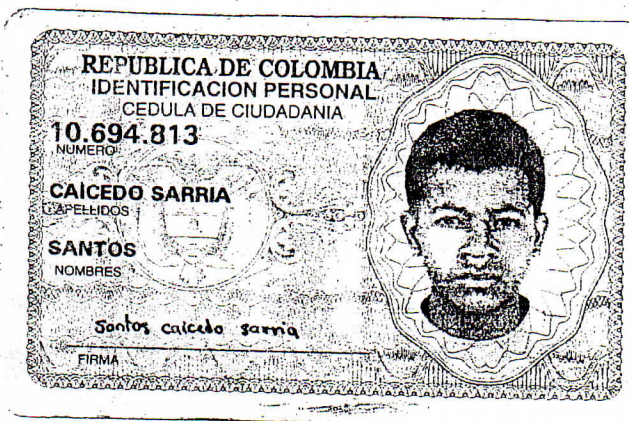 REPUBLICA DE COLOMBIA
IDENTIFICACION PERSONAL
CEDULA DE CIUDADANIA
10.694.813
NUMERO
CAICEDO SARRIA
APELLIDOS
SANTOS
NOMBRES
Santos caicedo sarria
FIRMA